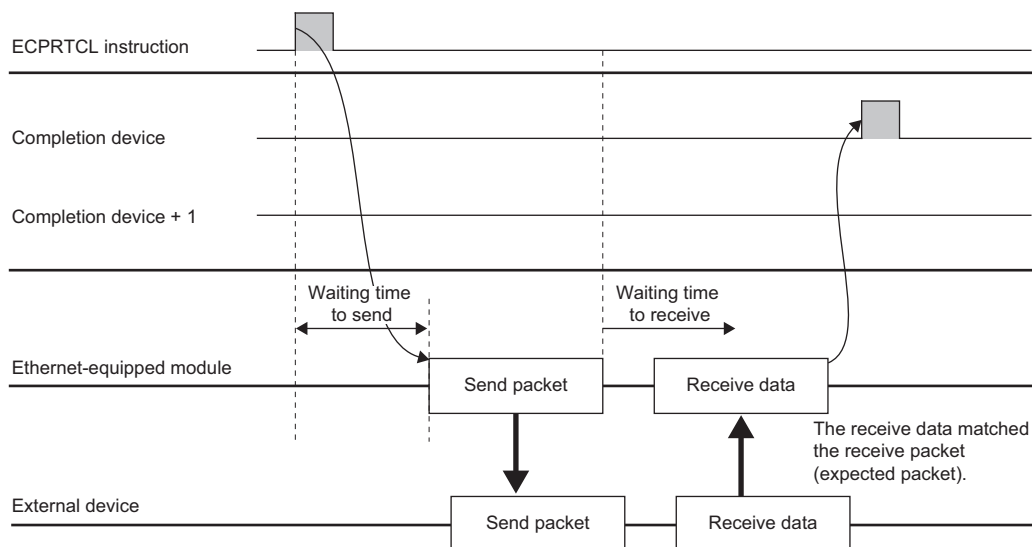 ECPRTCL instruction
Completion device
Completion device + 1
Waiting time
to send
Waiting time
to receive
Ethernet-equipped module
Send packet
Receive data
The receive data matched
the receive packet
(expected packet).
External device
Send packet
Receive data